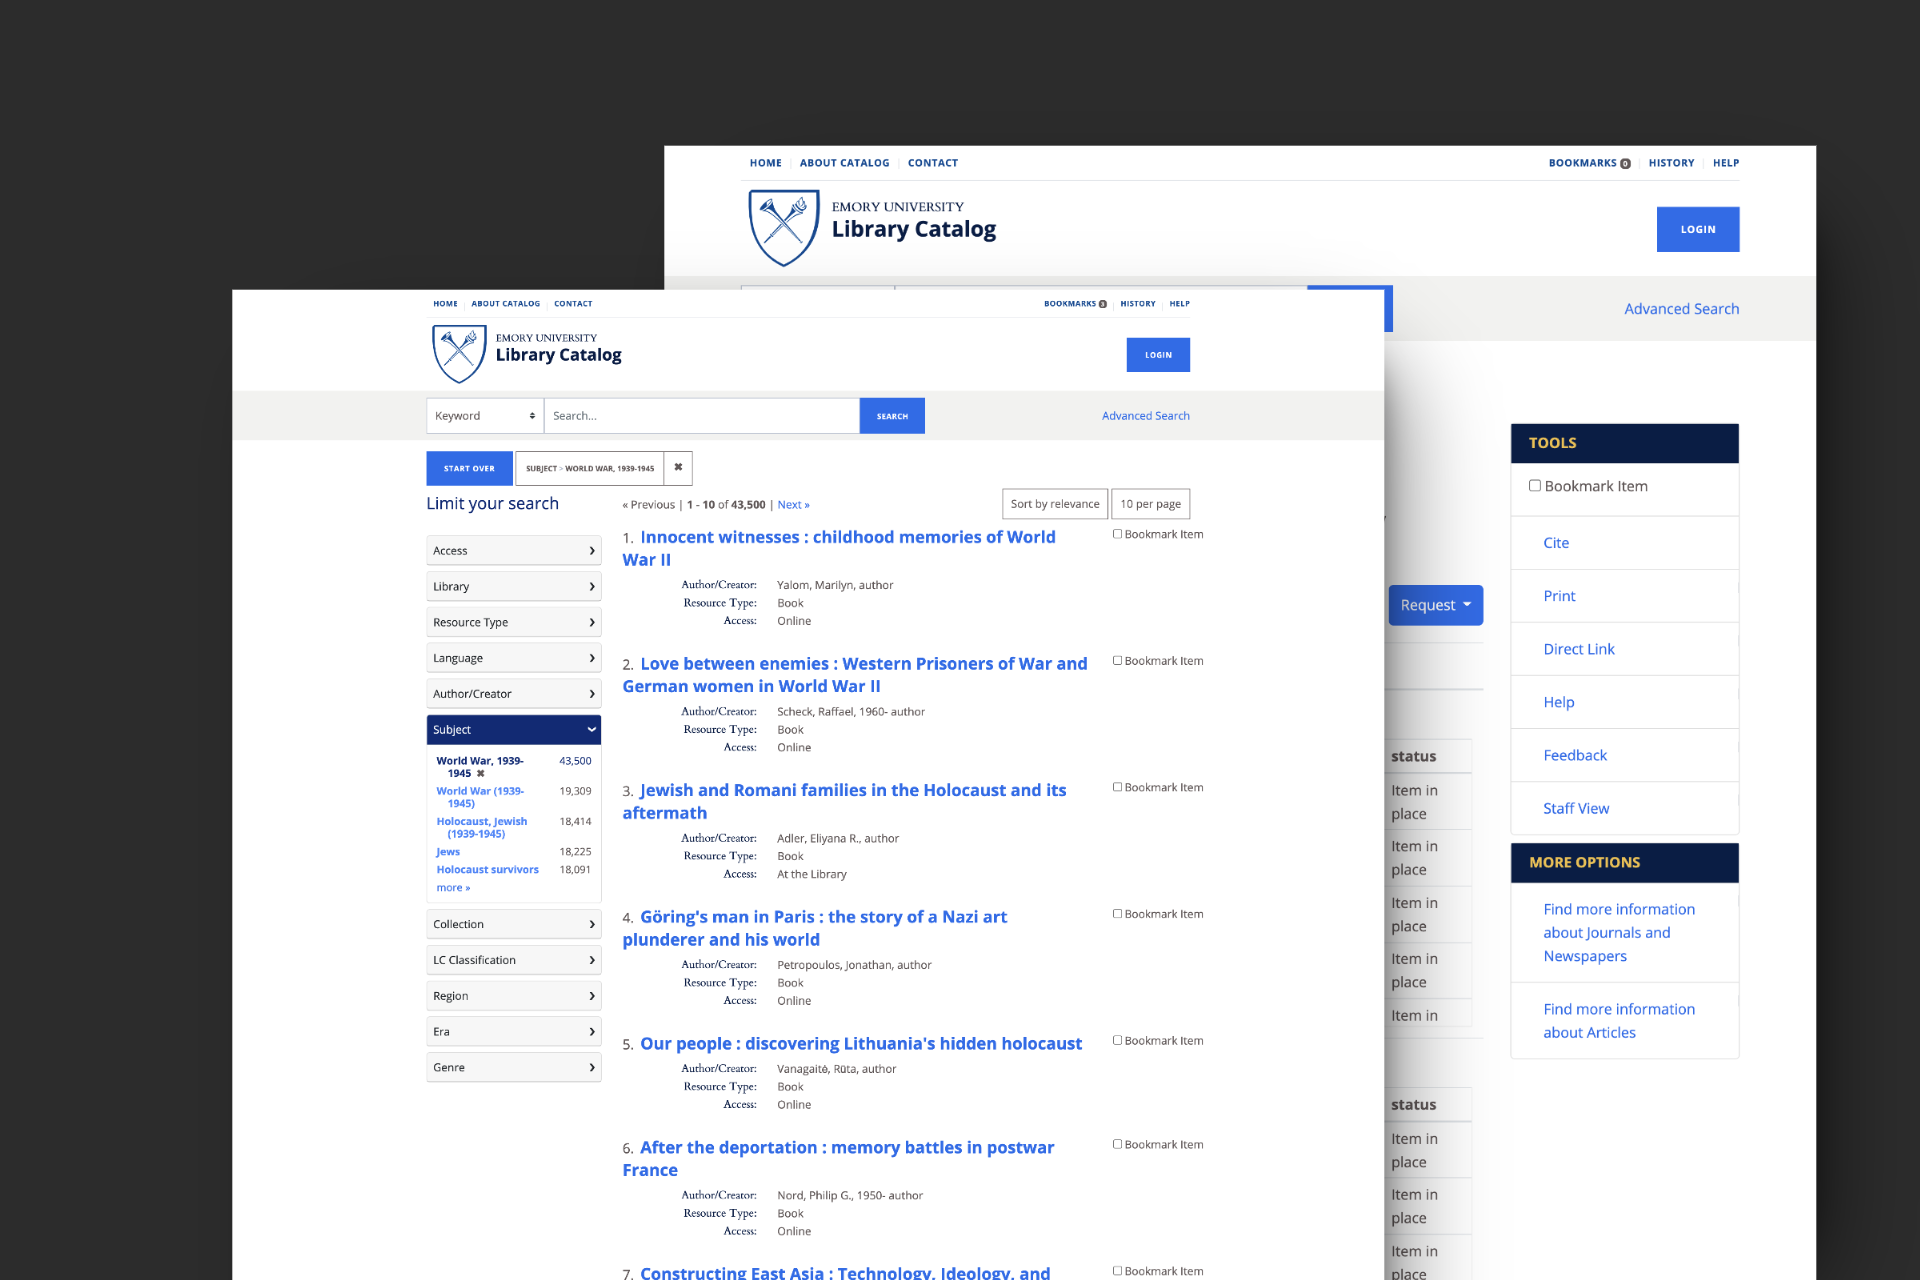 HOME ABOUT CATALOG CONTACT BOOKMARKS 0 HISTORY HELP
EMORY UNIVERSITY
Library Catalog
LOGIN
Advanced Search
HOME ABOUT CATALOG CONTACT BOOKMARKS 3 HISTORY HELP
EMORY UNIVERSITY
Library Catalog
LOGIN
Keyword Search... SEARCH Advanced Search
START OVER SUBJECT > WORLD WAR, 1939-1945 ✖
Limit your search
« Previous | 1 - 10 of 43,500 | Next »
Sort by relevance 10 per page
Access
Library
Resource Type
Language
Author/Creator
Subject
World War, 1939- 43,500
1945 ✖
World War (1939- 19,309
1945)
Holocaust, Jewish 18,414
(1939-1945)
Jews 18,225
Holocaust survivors 18,091
more »
Collection
LC Classification
Region
Era
Genre
1. Innocent witnesses : childhood memories of World
War II
Bookmark Item
Author/Creator: Yalom, Marilyn, author
Resource Type: Book
Access: Online
2. Love between enemies : Western Prisoners of War and
German women in World War II
Bookmark Item
Author/Creator: Scheck, Raffael, 1960- author
Resource Type: Book
Access: Online
3. Jewish and Romani families in the Holocaust and its
aftermath
Bookmark Item
Author/Creator: Adler, Eliyana R., author
Resource Type: Book
Access: At the Library
4. Göring's man in Paris : the story of a Nazi art
plunderer and his world
Bookmark Item
Author/Creator: Petropoulos, Jonathan, author
Resource Type: Book
Access: Online
5. Our people : discovering Lithuania's hidden holocaust
Bookmark Item
Author/Creator: Vanagaitė, Rūta, author
Resource Type: Book
Access: Online
6. After the deportation : memory battles in postwar
France
Bookmark Item
Author/Creator: Nord, Philip G., 1950- author
Resource Type: Book
Access: Online
7. Constructing East Asia : Technology, Ideology, and
Bookmark Item
Request
status
Item in
place
Item in
place
Item in
place
Item in
place
Item in
status
Item in
place
Item in
place
Item in
place
TOOLS
Bookmark Item
Cite
Print
Direct Link
Help
Feedback
Staff View
MORE OPTIONS
Find more information
about Journals and
Newspapers
Find more information
about Articles